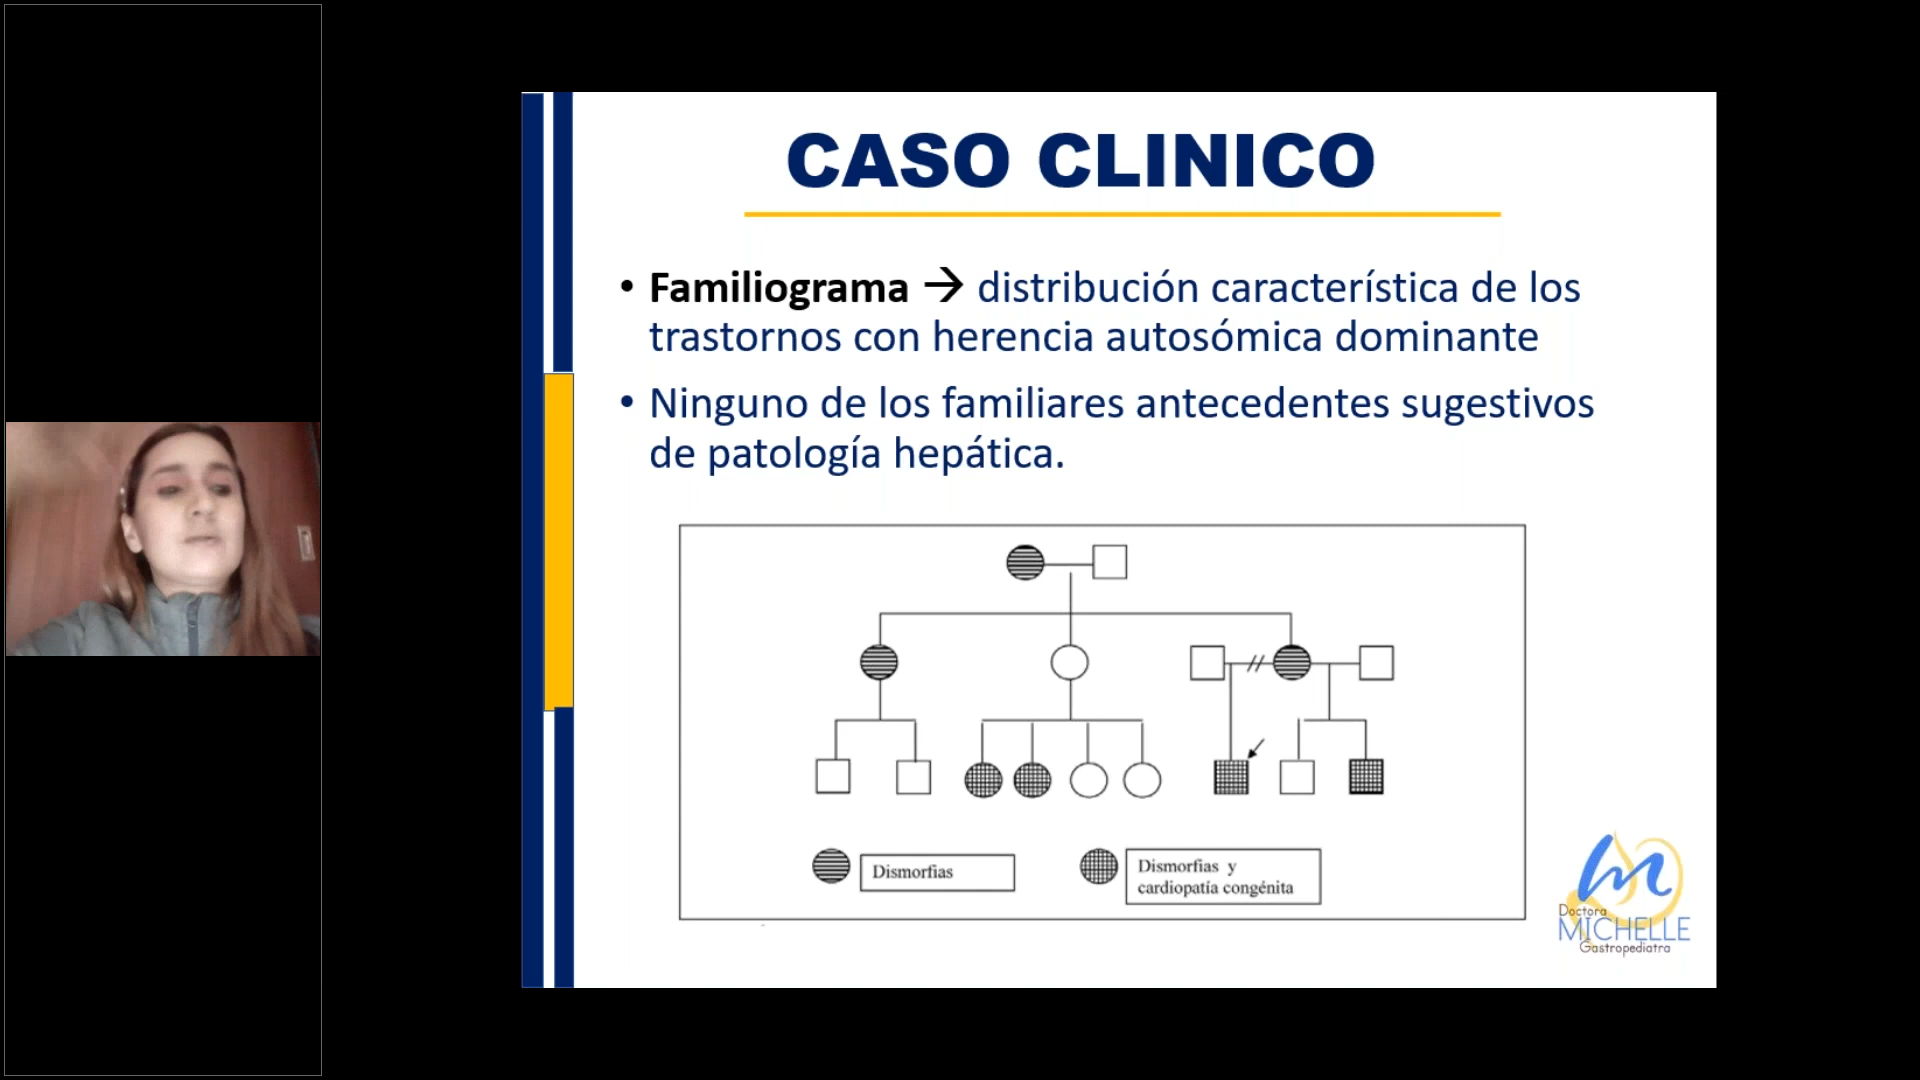 CASO CLINICO
• Familiograma → distribución característica de los
trastornos con herencia autosómica dominante
• Ninguno de los familiares antecedentes sugestivos
de patología hepática.
Dismorfias
Dismorfias y
cardiopatía congénita
Doctora
MICHELLE
Gastropediatra